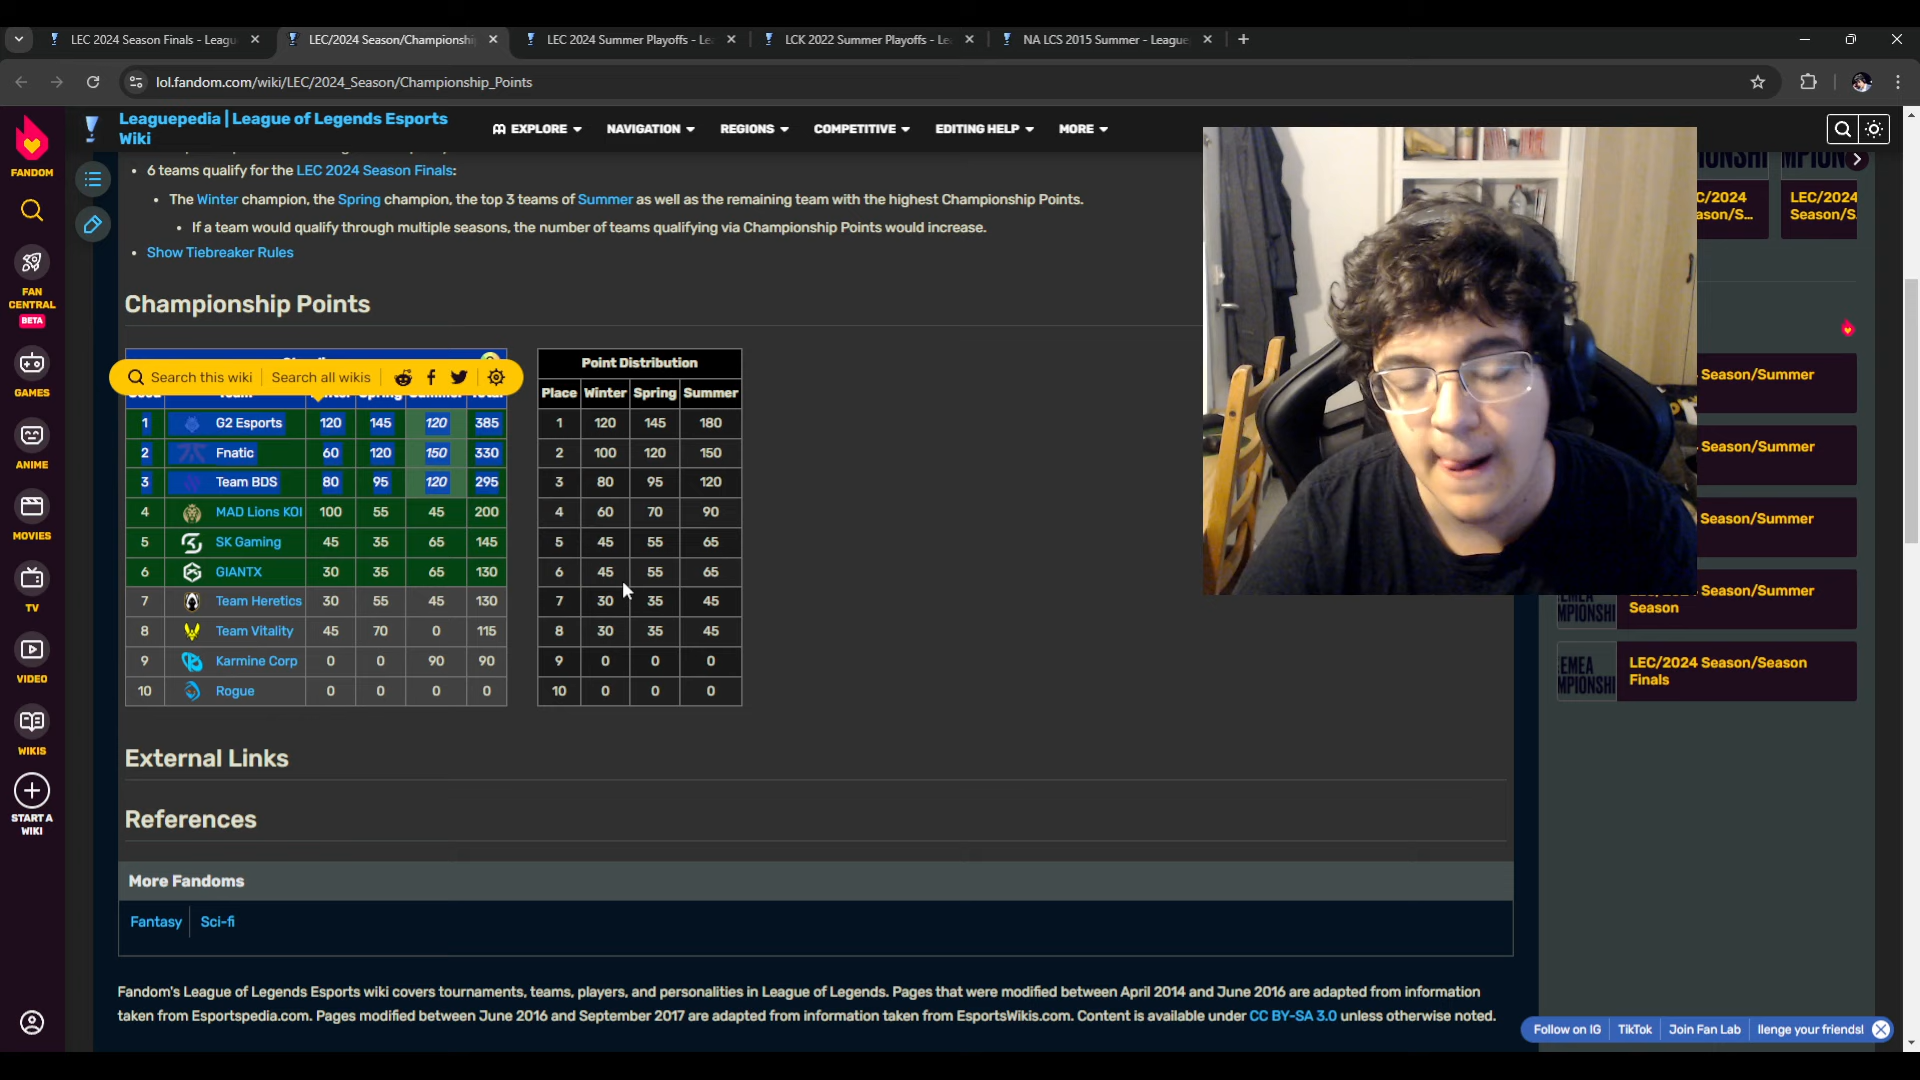 LEC 2024 Season Finals - Leagu
LEC/2024 Season/Championshi
LEC 2024 Summer Playoffs - Le
LCK 2022 Summer Playoffs - Le
NA LCS 2015 Summer - League
lol.fandom.com/wiki/LEC/2024_Season/Championship_Points
FANDOM
FAN
CENTRAL
BETA
GAMES
ANIME
MOVIES
TV
VIDEO
WIKIS
START A
WIKI
Leaguepedia | League of Legends Esports
Wiki
EXPLORE
NAVIGATION
REGIONS
COMPETITIVE
EDITING HELP
MORE
6 teams qualify for the LEC 2024 Season Finals:
The Winter champion, the Spring champion, the top 3 teams of Summer as well as the remaining team with the highest Championship Points.
If a team would qualify through multiple seasons, the number of teams qualifying via Championship Points would increase.
Show Tiebreaker Rules
Championship Points
Search this wiki
Search all wikis
1 G2 Esports 120 145 120 385
2 Fnatic 60 120 150 330
3 Team BDS 80 95 120 295
4 MAD Lions KOI 100 55 45 200
5 SK Gaming 45 35 65 145
6 GIANTX 30 35 65 130
7 Team Heretics 30 55 45 130
8 Team Vitality 45 70 0 115
9 Karmine Corp 0 0 90 90
10 Rogue 0 0 0 0
Point Distribution
Place Winter Spring Summer
1 120 145 180
2 100 120 150
3 80 95 120
4 60 70 90
5 45 55 65
6 45 55 65
7 30 35 45
8 30 35 45
9 0 0 0
10 0 0 0
External Links
References
More Fandoms
Fantasy
Sci-fi
Fandom's League of Legends Esports wiki covers tournaments, teams, players, and personalities in League of Legends. Pages that were modified between April 2014 and June 2016 are adapted from information
taken from Esportspedia.com. Pages modified between June 2016 and September 2017 are adapted from information taken from EsportsWikis.com. Content is available under CC BY-SA 3.0 unless otherwise noted.
C/2024
ason/S...
LEC/2024
Season/S
Season/Summer
Season/Summer
Season/Summer
Season/Summer
Season
LEC/2024 Season/Season
Finals
Follow on IG
TikTok
Join Fan Lab
llenge your friends!